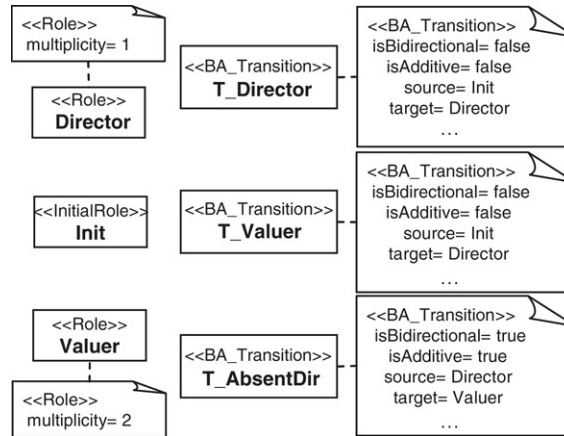 <<Role>>
multiplicity= 1
<<Role>>
Director
<<BA_Transition>>
T_Director
<<BA_Transition>>
isBidirectional= false
isAdditive= false
source= Init
target= Director
...
<<InitialRole>>
Init
<<BA_Transition>>
T_Valuer
<<BA_Transition>>
isBidirectional= false
isAdditive= false
source= Init
target= Director
...
<<Role>>
Valuer
<<Role>>
multiplicity= 2
<<BA_Transition>>
T_AbsentDir
<<BA_Transition>>
isBidirectional= true
isAdditive= true
source= Director
target= Valuer
...